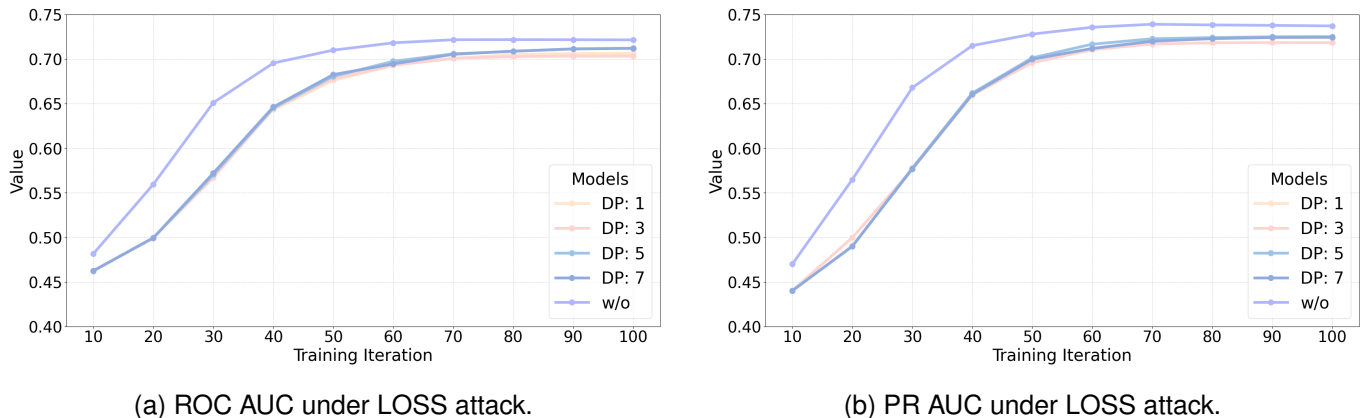 0.75
0.70
0.65
0.60
0.55
0.50
0.45
0.40
Value
10 20 30 40 50 60 70 80 90 100
Training Iteration
Models
DP: 1
DP: 3
DP: 5
DP: 7
w/o
(a) ROC AUC under LOSS attack.
0.75
0.70
0.65
0.60
0.55
0.50
0.45
0.40
Value
10 20 30 40 50 60 70 80 90 100
Training Iteration
Models
DP: 1
DP: 3
DP: 5
DP: 7
w/o
(b) PR AUC under LOSS attack.